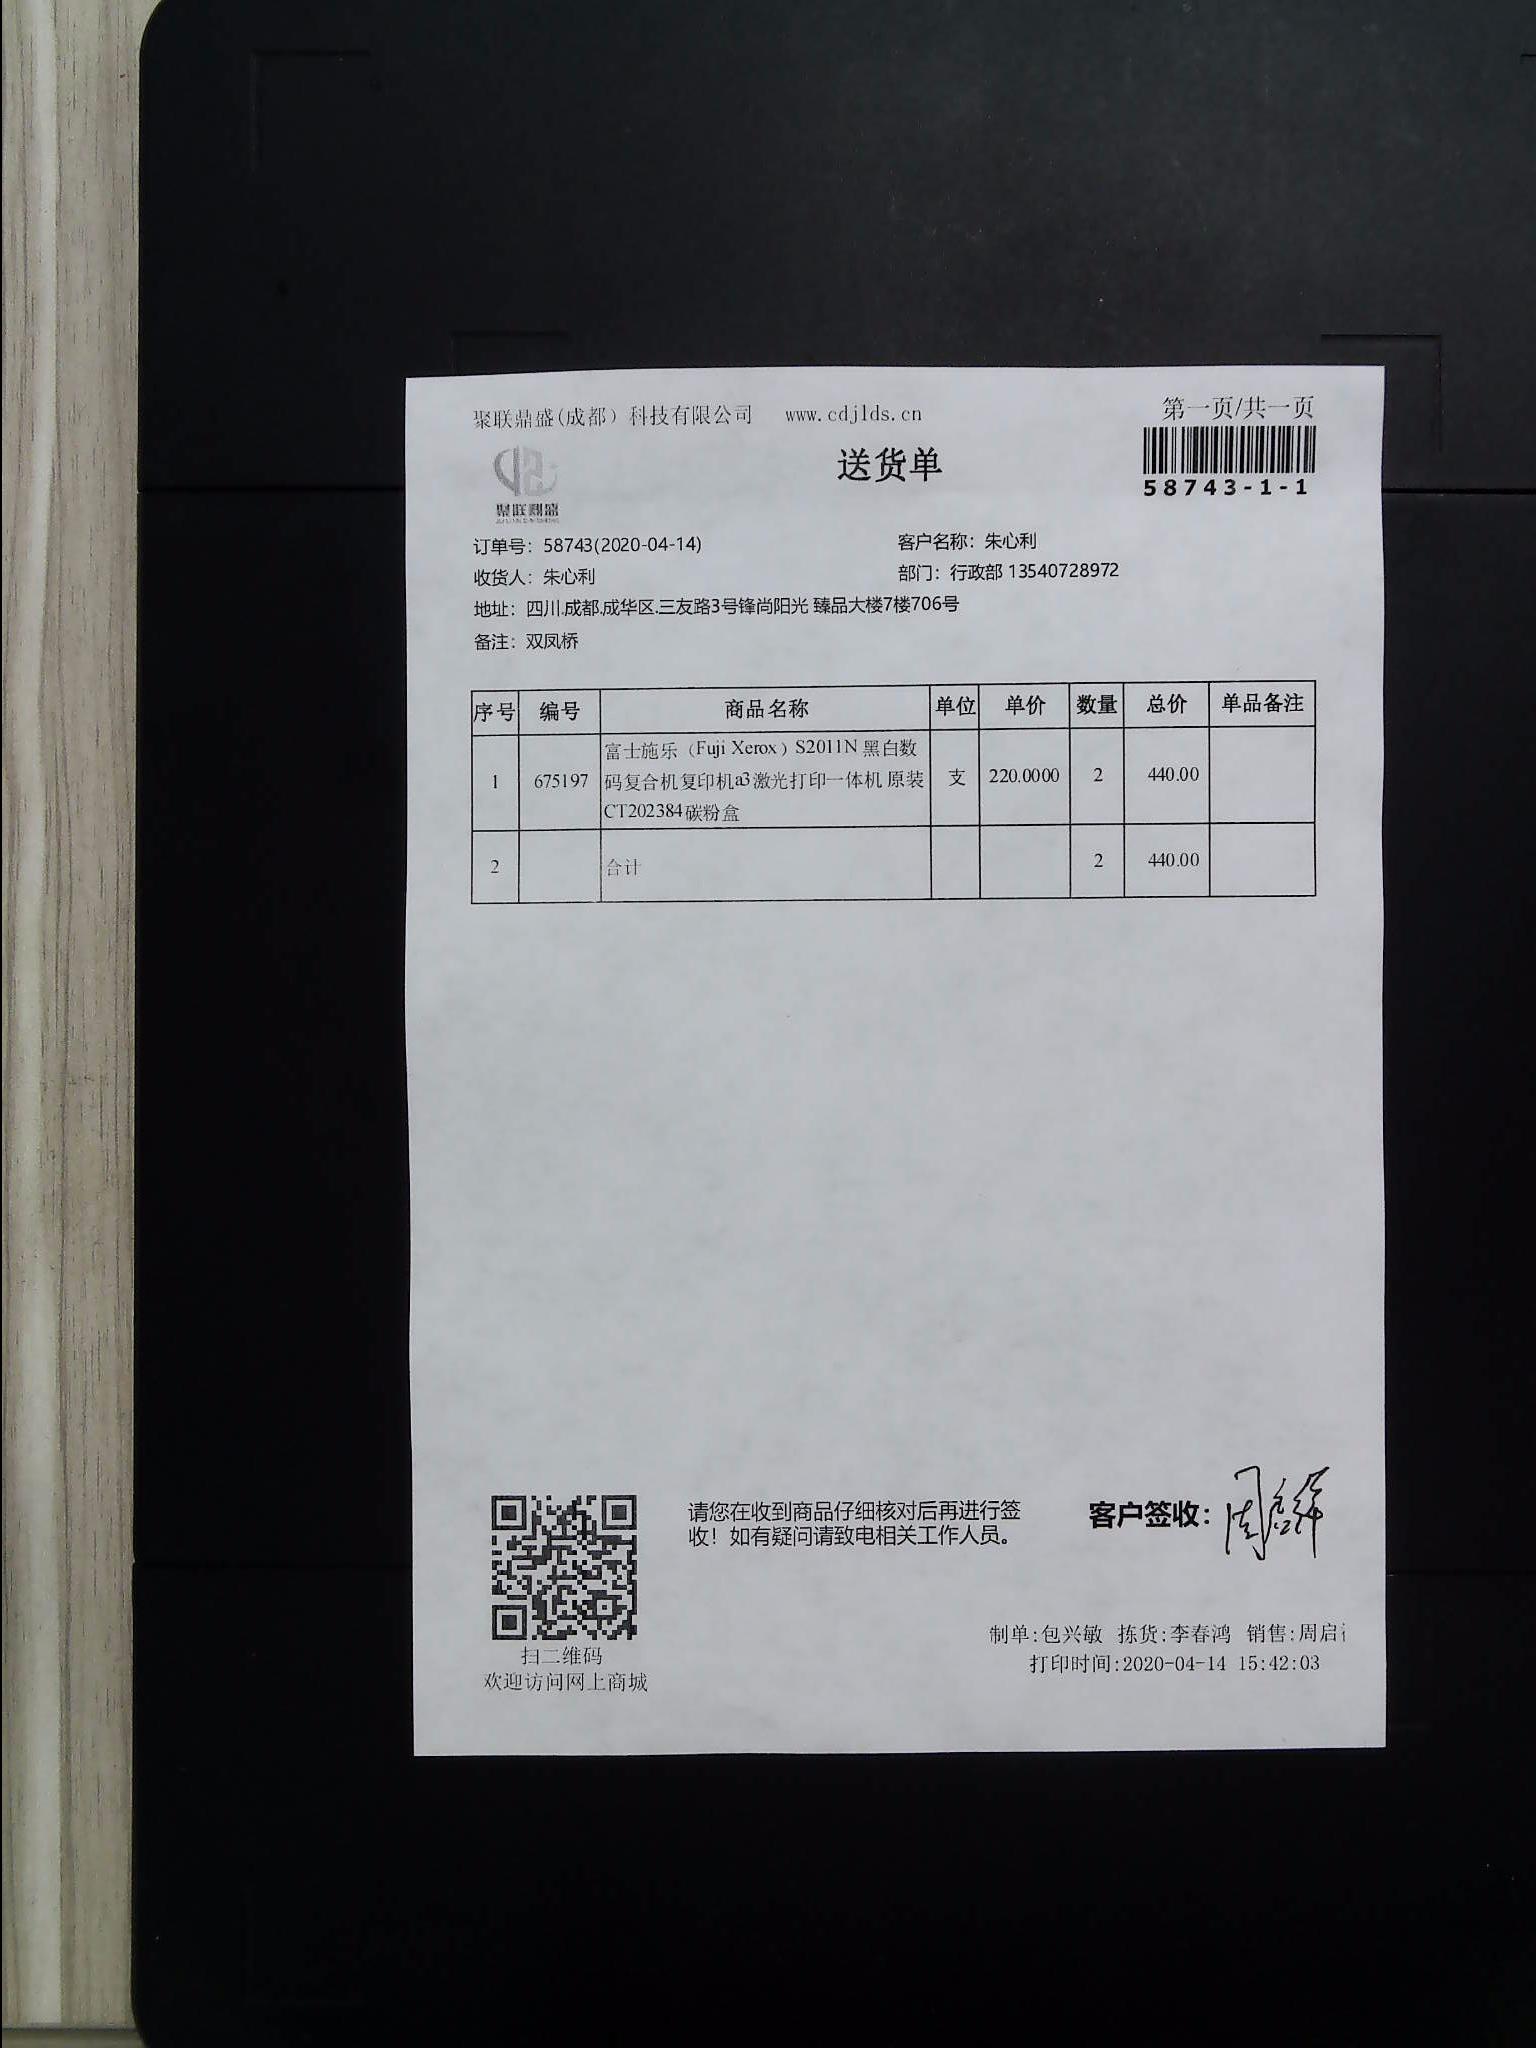 聚联鼎盛(成都）科技有限公司 www.cdjlds.cn
第一页/共一页
送货单
58743-1-1
聚联鼎盛
订单号：58743(2020-04-14)
客户名称：朱心利
收货人：朱心利
部门：行政部 13540728972
地址：四川.成都.成华区.三友路3号锋尚阳光 臻品大楼7楼706号
备注：双凤桥
序号 编号 商品名称 单位 单价 数量 总价 单品备注
富士施乐（Fuji Xerox）S2011N 黑白数
1 675197 码复合机复印机a3激光打印一体机 原装 支 220.0000 2 440.00
CT202384碳粉盒
2 合计 2 440.00
请您在收到商品仔细核对后再进行签
收！如有疑问请致电相关工作人员。
客户签收：
扫二维码
欢迎访问网上商城
制单:包兴敏 拣货:李春鸿 销售:周启
打印时间:2020-04-14 15:42:03